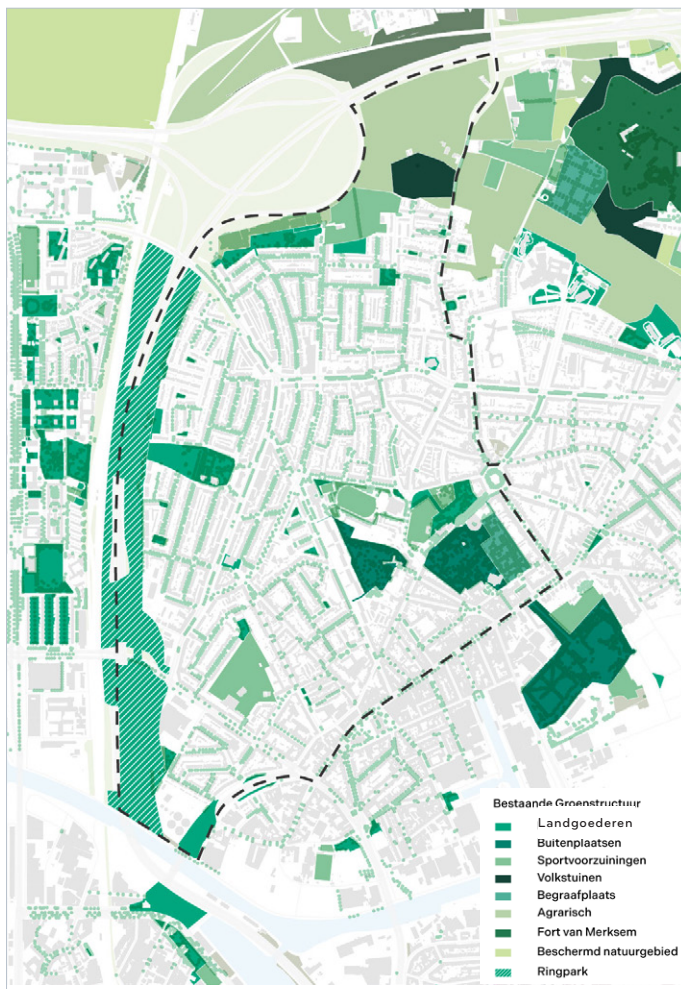 Bestaande Groenstructuur
Landgoederen
Buitenplaatsen
Sportvoorzuiningen
Volkstuinen
Begraafplaats
Agrarisch
Fort van Merksem
Beschermd natuurgebied
Ringpark